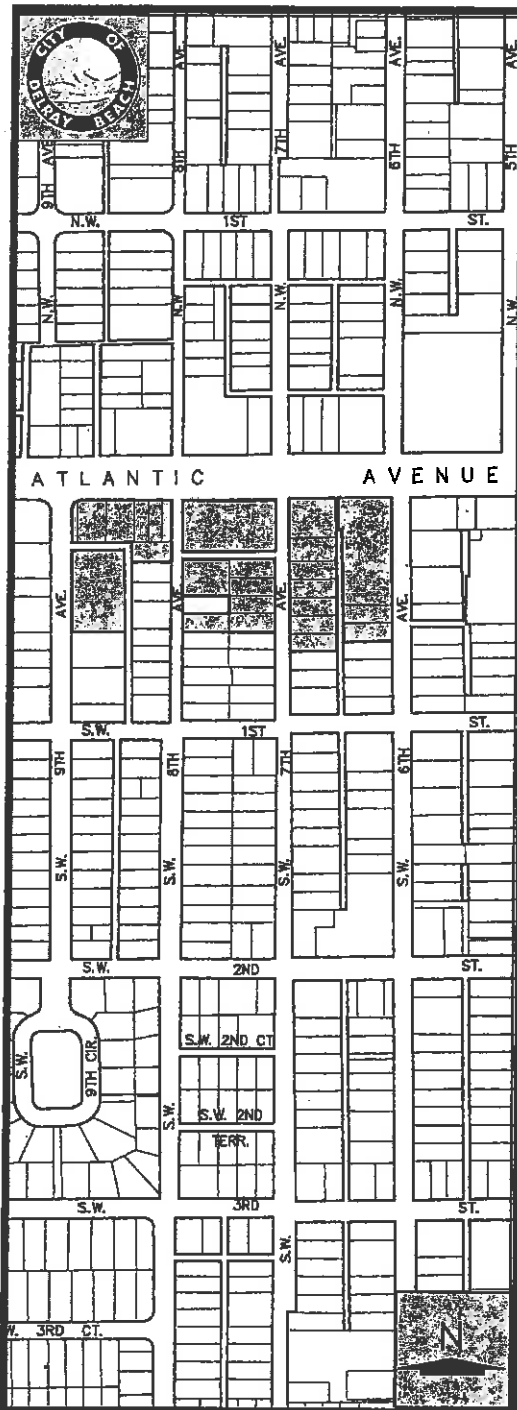 CITY OF
DELRAY BEACH
9TH AVE
8TH AVE.
7TH AVE.
6TH AVE.
5TH AVE.
N.W. 1ST ST.
N.W.
N.W
N.W.
N.W.
N.W.
ATLANTIC AVENUE
AVE.
AVE.
AVE.
AVE.
S.W. 1ST ST.
9TH
8TH
7TH
6TH
S.W.
S.W.
S.W.
S.W.
S.W. 2ND ST.
S.W. 2ND CT
S.W.
9TH CIR.
S.W.
S.W. 2ND
TERR.
S.W. 3RD ST.
S.W.
W. 3RD CT.
N